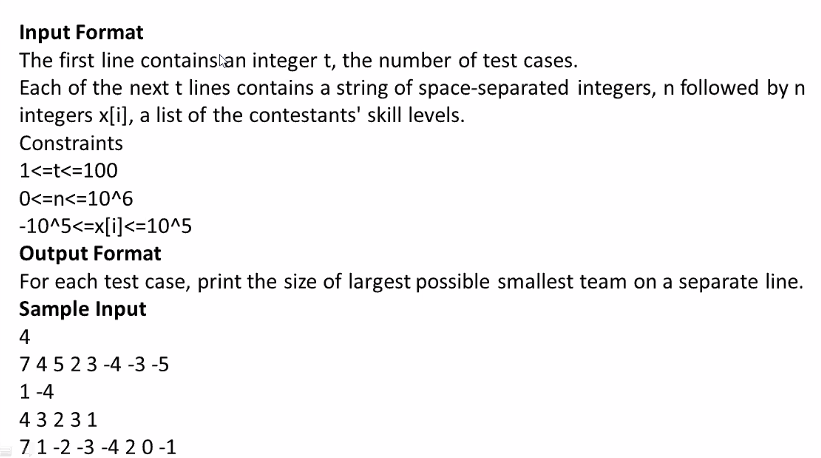 Input Format
The first line contains an integer t, the number of test cases.
Each of the next t lines contains a string of space-separated integers, n followed by n
integers x[i], a list of the contestants' skill levels.
Constraints
1<=t<=100
0<=n<=10^6
-10^5<=x[i]<=10^5
Output Format
For each test case, print the size of largest possible smallest team on a separate line.
Sample Input
4
7 4 5 2 3 -4 -3 -5
1 -4
4 3 2 3 1
7 1 -2 -3 -4 2 0 -1